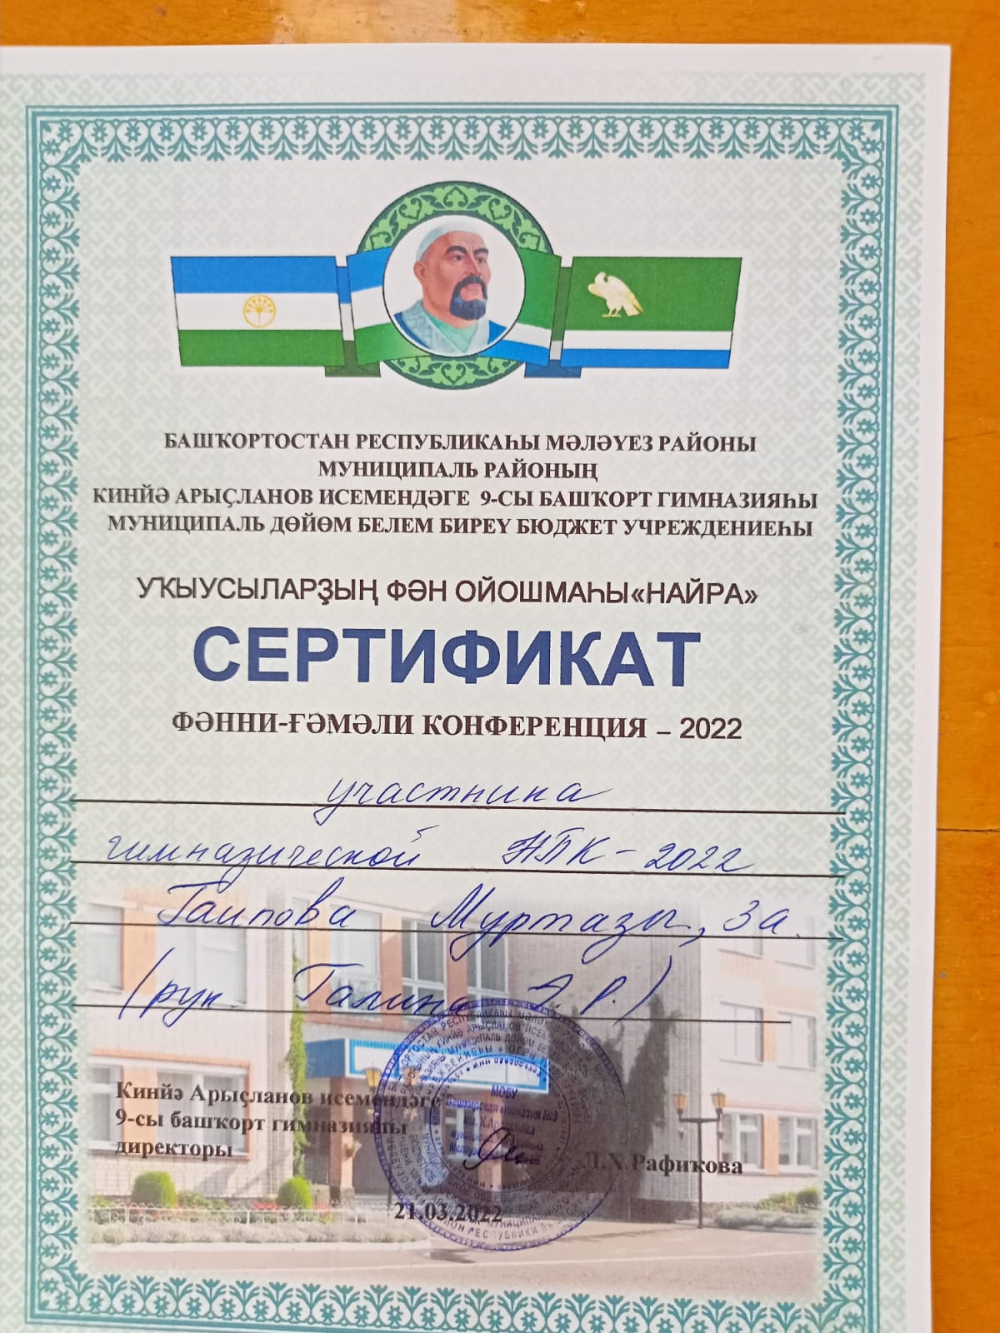 БАШҠОРТОСТАН РЕСПУБЛИКАҺЫ МӘЛӘҮЕЗ РАЙОНЫ
МУНИЦИПАЛЬ РАЙОНЫҢ
КИНЙӘ АРЫҪЛАНОВ ИСЕМЕНДӘГЕ 9-СЫ БАШҠОРТ ГИМНАЗИЯҺЫ
МУНИЦИПАЛЬ ДӨЙӨМ БЕЛЕМ БИРЕҮ БЮДЖЕТ УЧРЕЖДЕНИЕҺЫ
УҠЫУСЫЛАРҘЫҢ ФӘН ОЙОШМАҺЫ «НАЙРА»
СЕРТИФИКАТ
ФӘННИ-ҒӘМӘЛИ КОНФЕРЕНЦИЯ – 2022
участника
гимназической НПК-2022
Гаипова Муртазы, 3а.
(рук Галина А.Р.)
Кинйә Арыҫланов исемендәге
9-сы башҡорт гимназияһы
директоры
Л.Х.Рафиҡова
МОБУ
21.03.2022